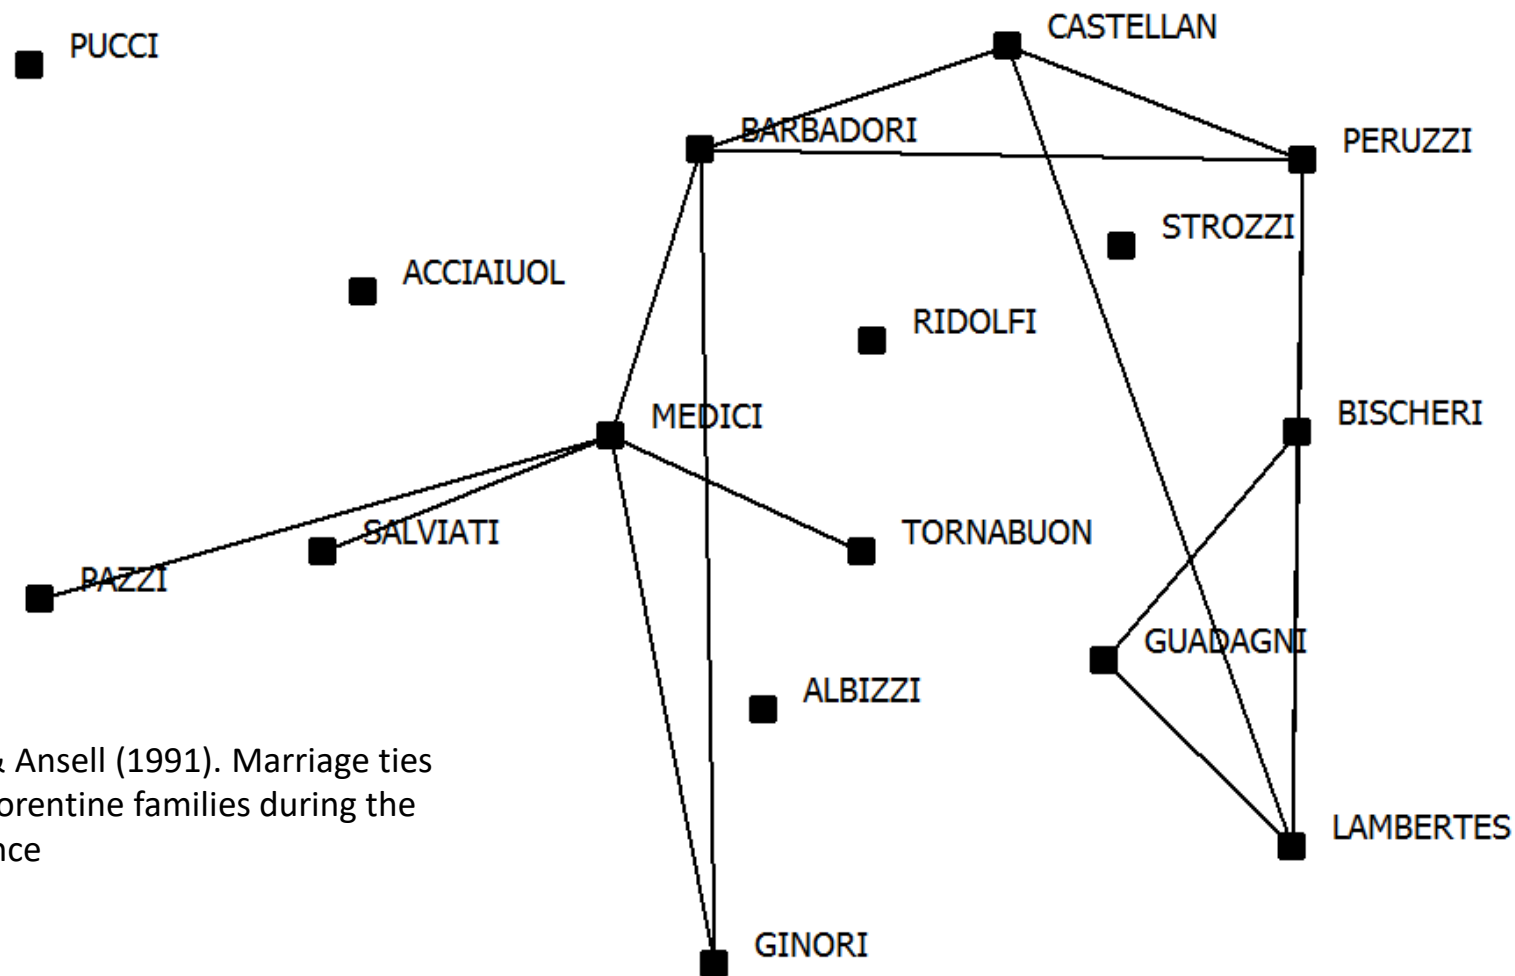 PUCCI
CASTELLAN
BARBADORI
PERUZZI
STROZZI
ACCIAIUOL
RIDOLFI
MEDICI
BISCHERI
SALVIATI
TORNABUON
PAZZI
GUADAGNI
ALBIZZI
& Ansell (1991). Marriage ties
orentine families during the
nce
LAMBERTES
GINORI